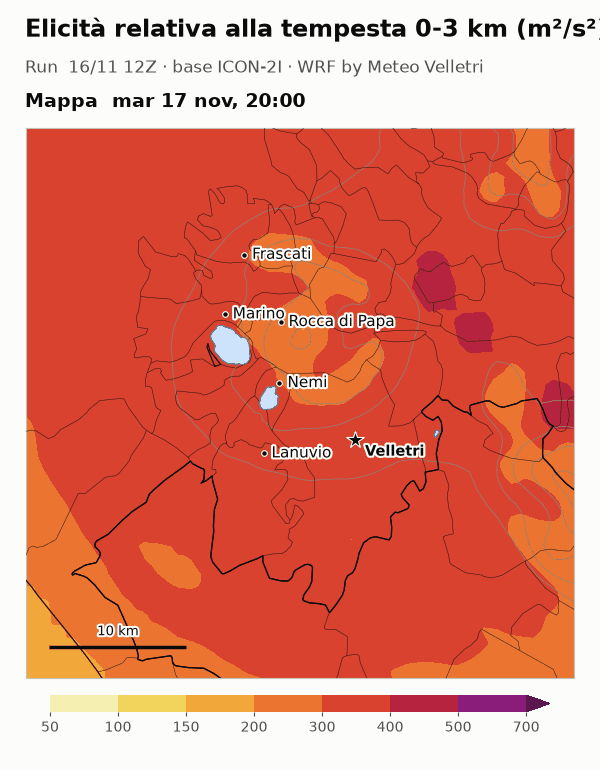 Elicità relativa alla tempesta 0-3 km (m²/s²)
Run  16/11 12Z · base ICON-2I · WRF by Meteo Velletri
Mappa  mar 17 nov, 20:00
Frascati
Marino
Rocca di Papa
Nemi
Velletri
Lanuvio
10 km
50 100 150 200 300 400 500 700